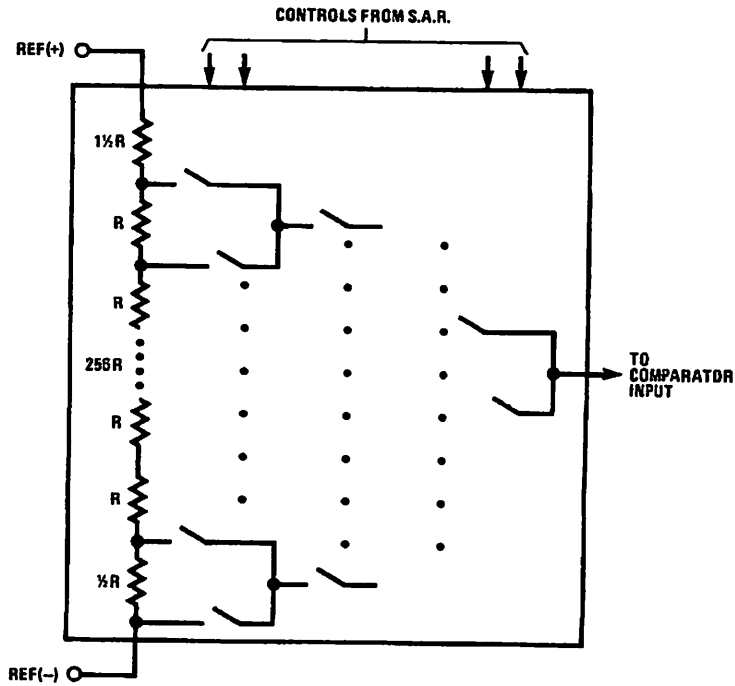 CONTROLS FROM S.A.R.
REF(+)
1½R
R
R
256R
R
R
½R
TO
COMPARATOR
INPUT
REF(–)